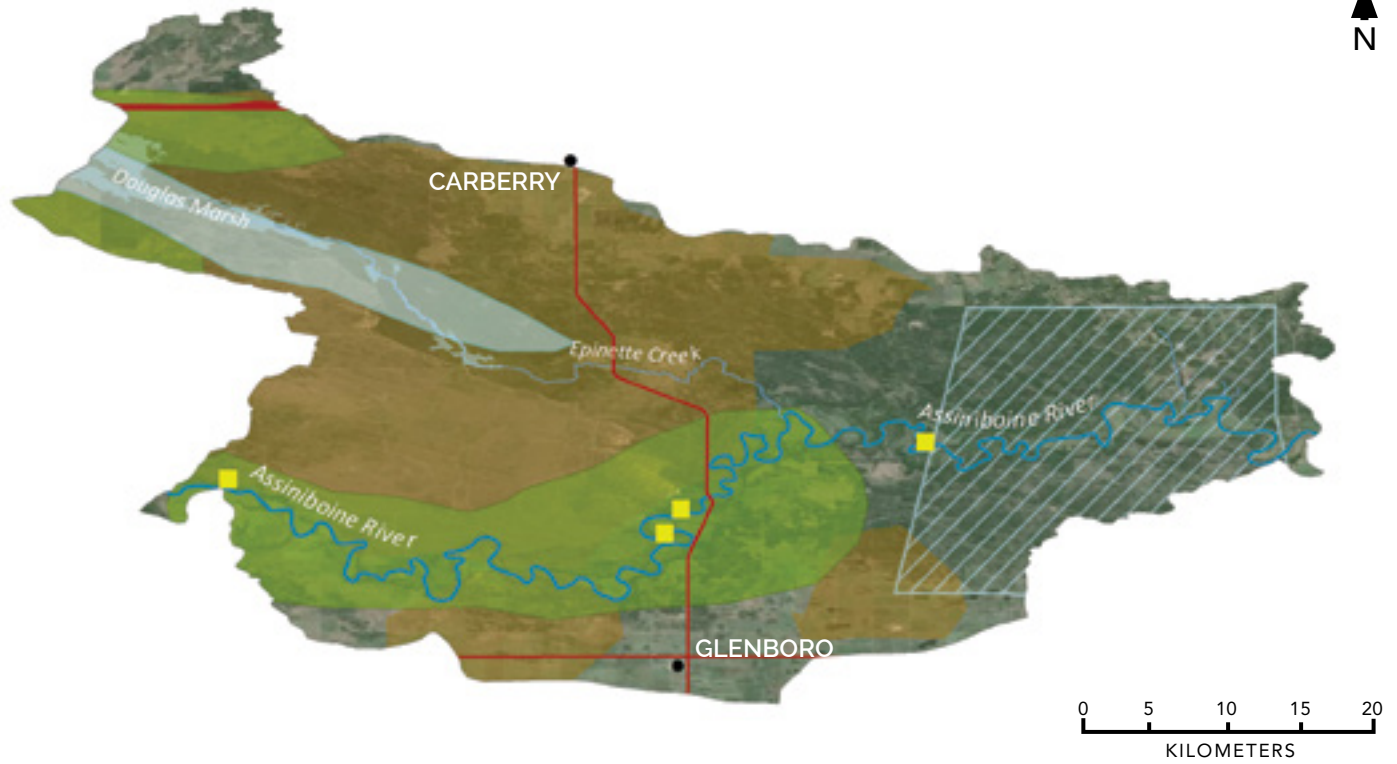 N
CARBERRY
Douglas Marsh
Epinette Creek
Assiniboine River
Assiniboine River
GLENBORO
0 5 10 15 20
KILOMETERS